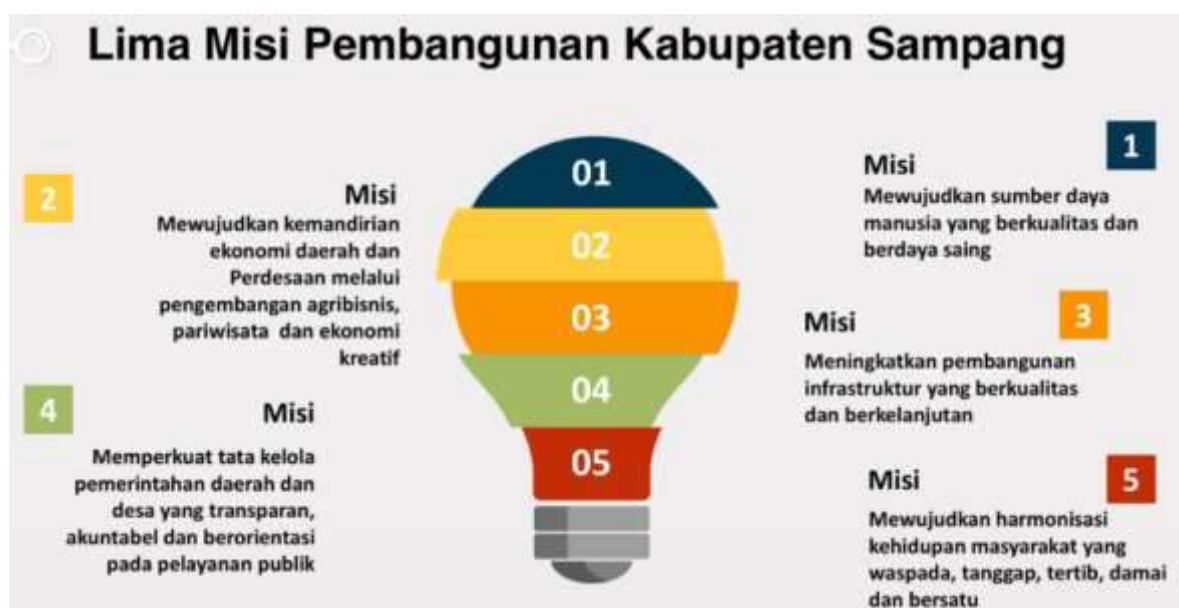 Lima Misi Pembangunan Kabupaten Sampang
01
02
03
04
05
1
Misi
Mewujudkan sumber daya
manusia yang berkualitas dan
berdaya saing
2
Misi
Mewujudkan kemandirian
ekonomi daerah dan
Perdesaan melalui
pengembangan agribisnis,
pariwisata dan ekonomi
kreatif
3
Misi
Meningkatkan pembangunan
infrastruktur yang berkualitas
dan berkelanjutan
4
Misi
Memperkuat tata kelola
pemerintahan daerah dan
desa yang transparan,
akuntabel dan berorientasi
pada pelayanan publik
5
Misi
Mewujudkan harmonisasi
kehidupan masyarakat yang
waspada, tanggap, tertib, damai
dan bersatu